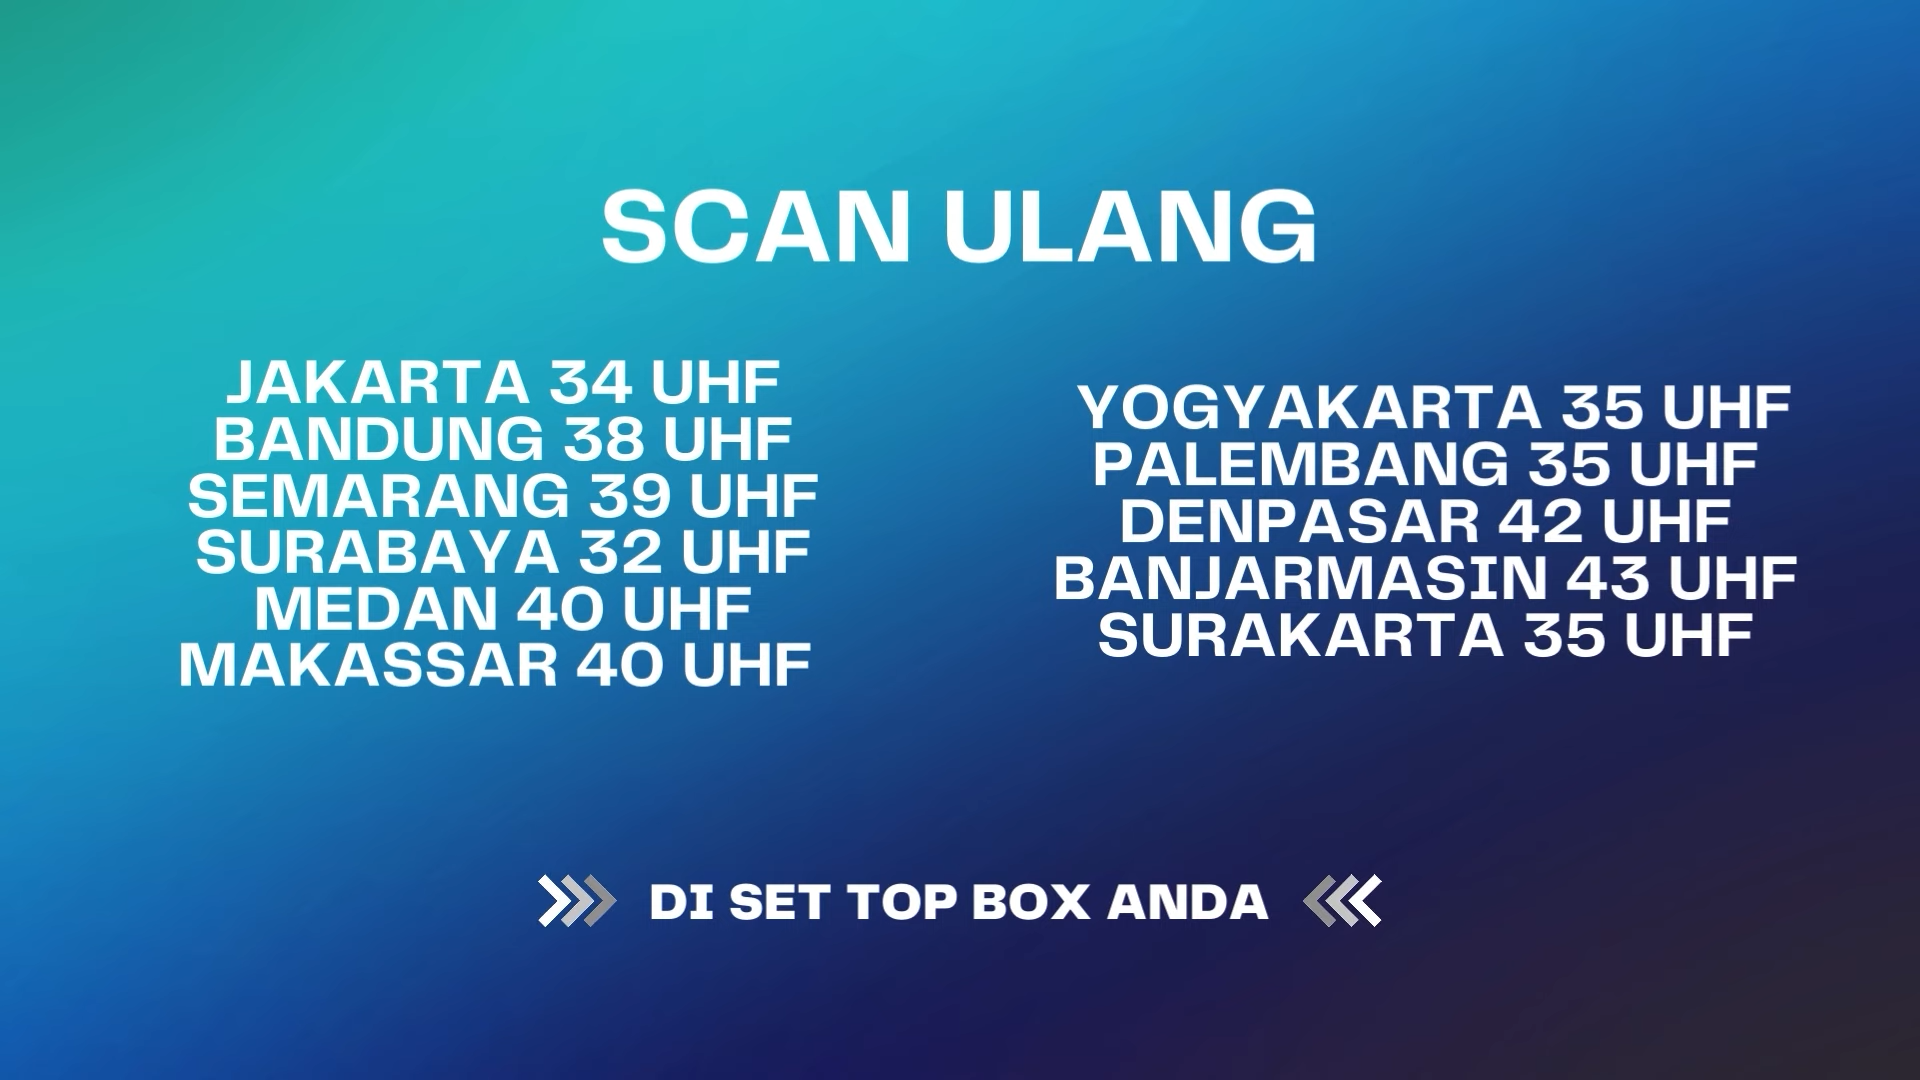 SCAN ULANG
JAKARTA 34 UHF
BANDUNG 38 UHF
SEMARANG 39 UHF
SURABAYA 32 UHF
MEDAN 40 UHF
MAKASSAR 40 UHF
YOGYAKARTA 35 UHF
PALEMBANG 35 UHF
DENPASAR 42 UHF
BANJARMASIN 43 UHF
SURAKARTA 35 UHF
DI SET TOP BOX ANDA